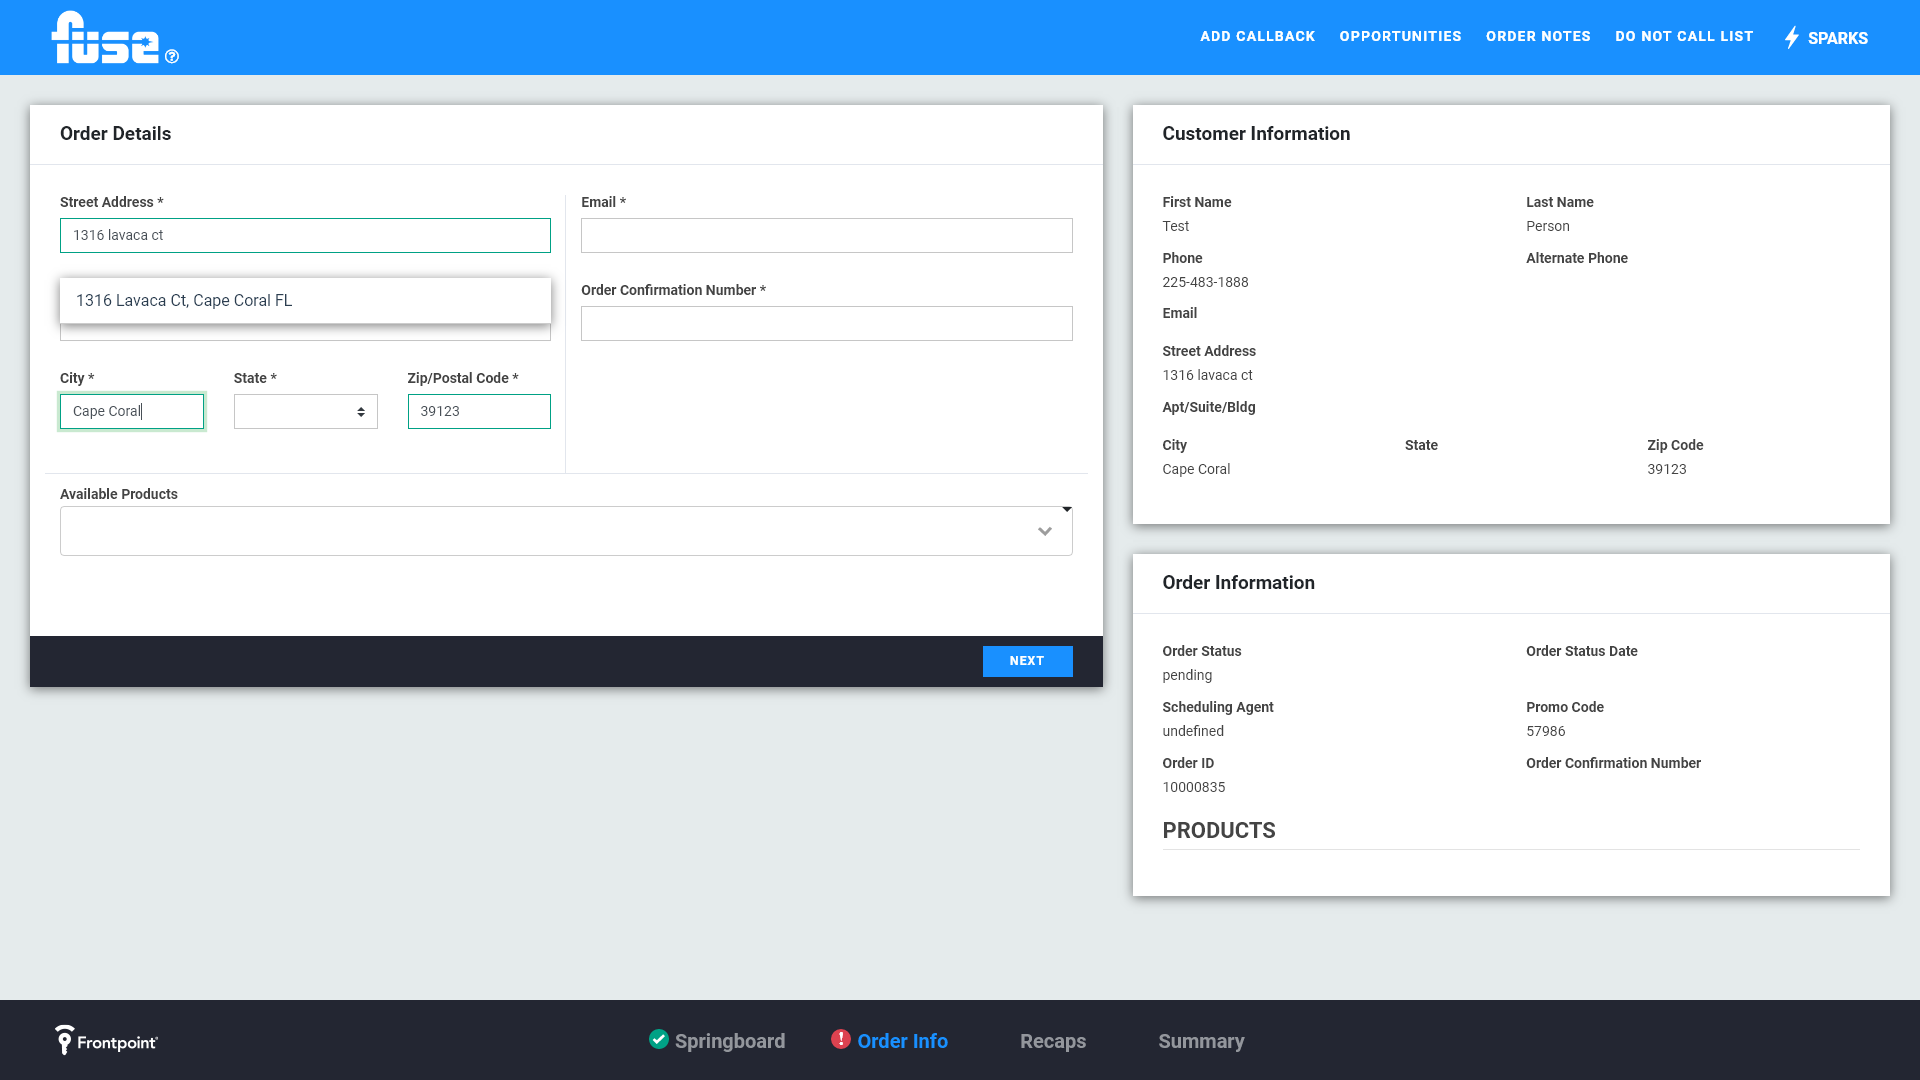 fuse ?
ADD CALLBACK OPPORTUNITIES ORDER NOTES DO NOT CALL LIST SPARKS
Order Details
Street Address *
1316 lavaca ct
1316 Lavaca Ct, Cape Coral FL
City * State * Zip/Postal Code *
Cape Coral 39123
Email *
Order Confirmation Number *
Available Products
NEXT
Customer Information
First Name Last Name
Test Person
Phone Alternate Phone
225-483-1888
Email
Street Address
1316 lavaca ct
Apt/Suite/Bldg
City State Zip Code
Cape Coral 39123
Order Information
Order Status Order Status Date
pending
Scheduling Agent Promo Code
undefined 57986
Order ID Order Confirmation Number
10000835
PRODUCTS
Frontpoint Springboard ! Order Info Recaps Summary